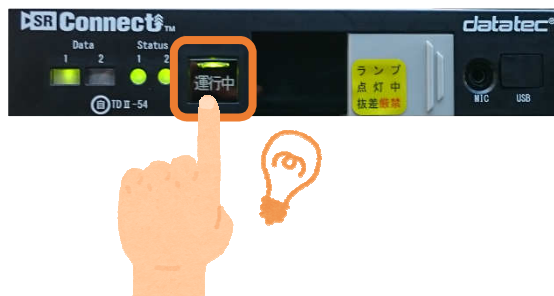 SR Connect TM
datatec®
Data
Status
1 2
1 2
運行中
自 TDⅡ-54
ランプ
点灯中
抜差厳禁
MIC
USB